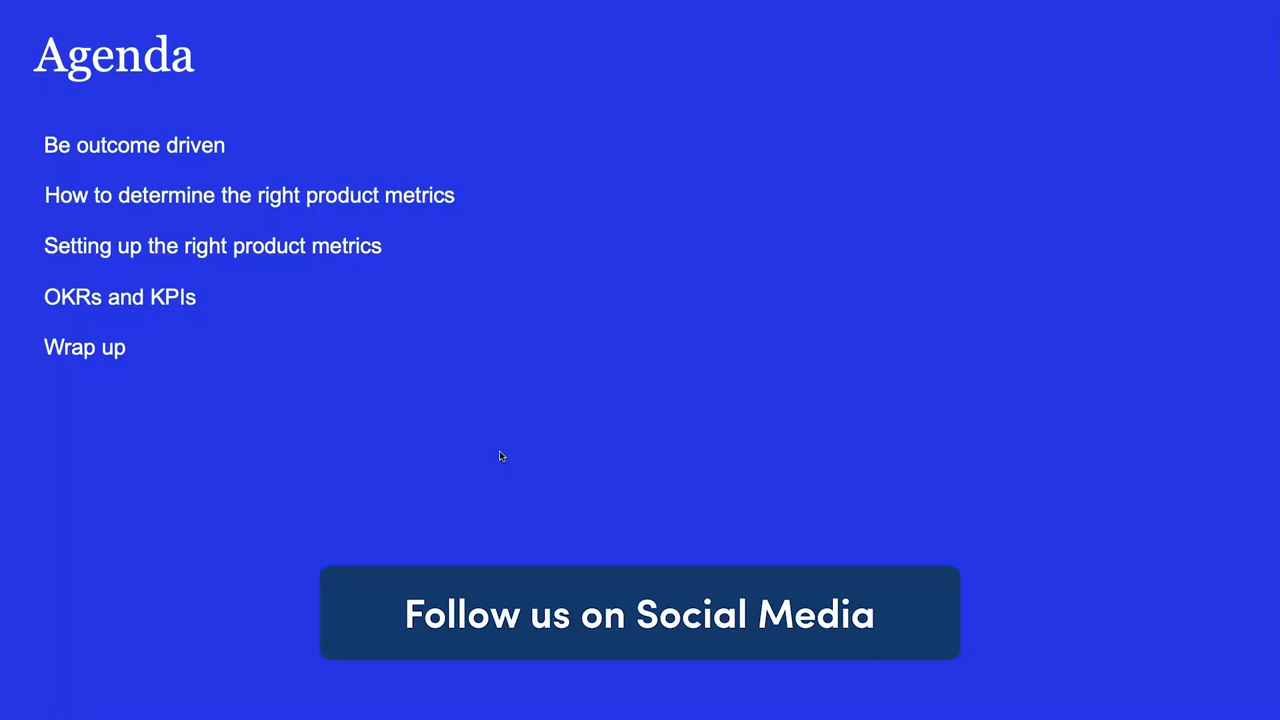 Agenda
Be outcome driven
How to determine the right product metrics
Setting up the right product metrics
OKRs and KPIs
Wrap up
Follow us on Social Media